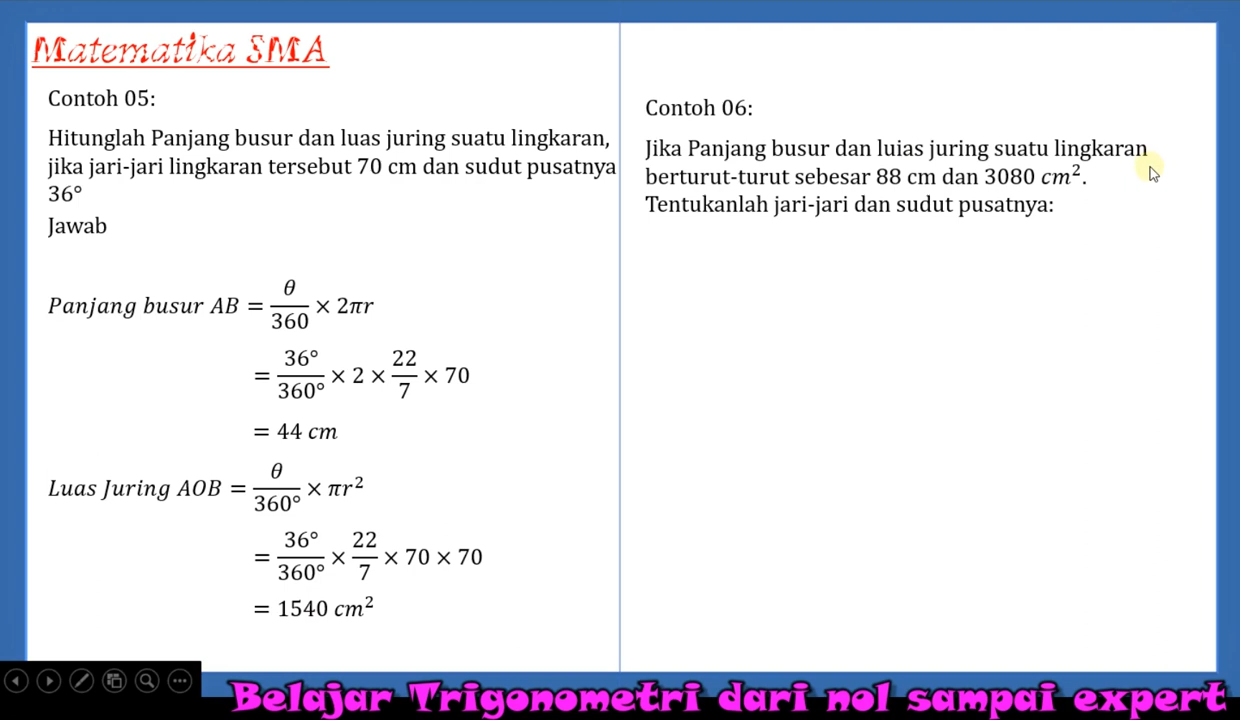 Matematika SMA
Contoh 05:
Hitunglah Panjang busur dan luas juring suatu lingkaran,
jika jari-jari lingkaran tersebut 70 cm dan sudut pusatnya
36°
Jawab
Panjang busur AB = θ/360 × 2πr
= 36°/360° × 2 × 22/7 × 70
= 44 cm
Luas Juring AOB = θ/360° × πr²
= 36°/360° × 22/7 × 70 × 70
= 1540 cm²
Contoh 06:
Jika Panjang busur dan luias juring suatu lingkaran
berturut-turut sebesar 88 cm dan 3080 cm².
Tentukanlah jari-jari dan sudut pusatnya:
Belajar Trigonometri dari nol sampai expert